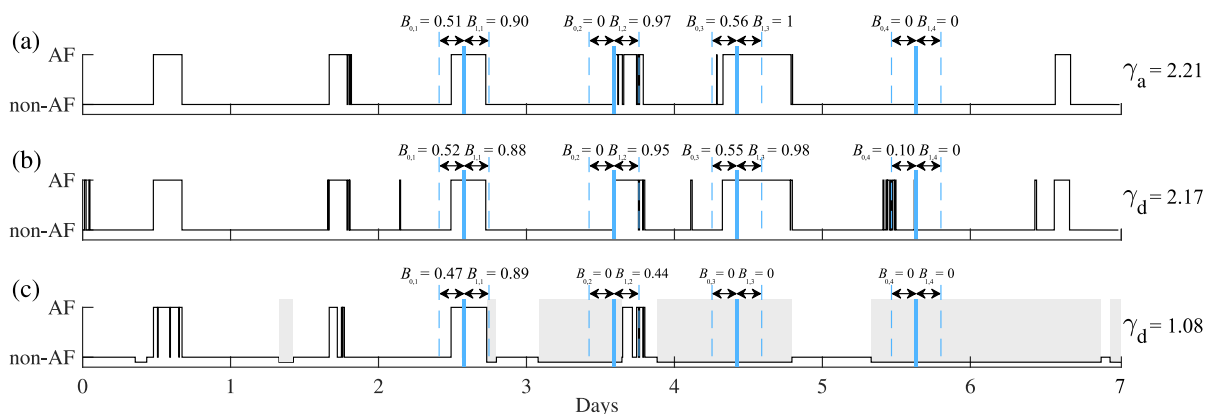 B0,1 = 0.51 B1,1 = 0.90 B0,2 = 0 B1,2 = 0.97 B0,3 = 0.56 B1,3 = 1 B0,4 = 0 B1,4 = 0
(a)
AF
non-AF
γa = 2.21
B0,1 = 0.52 B1,1 = 0.88 B0,2 = 0 B1,2 = 0.95 B0,3 = 0.55 B1,3 = 0.98 B0,4 = 0.10 B1,4 = 0
(b)
AF
non-AF
γd = 2.17
B0,1 = 0.47 B1,1 = 0.89 B0,2 = 0 B1,2 = 0.44 B0,3 = 0 B1,3 = 0 B0,4 = 0 B1,4 = 0
(c)
AF
non-AF
γd = 1.08
0 1 2 3 4 5 6 7
Days